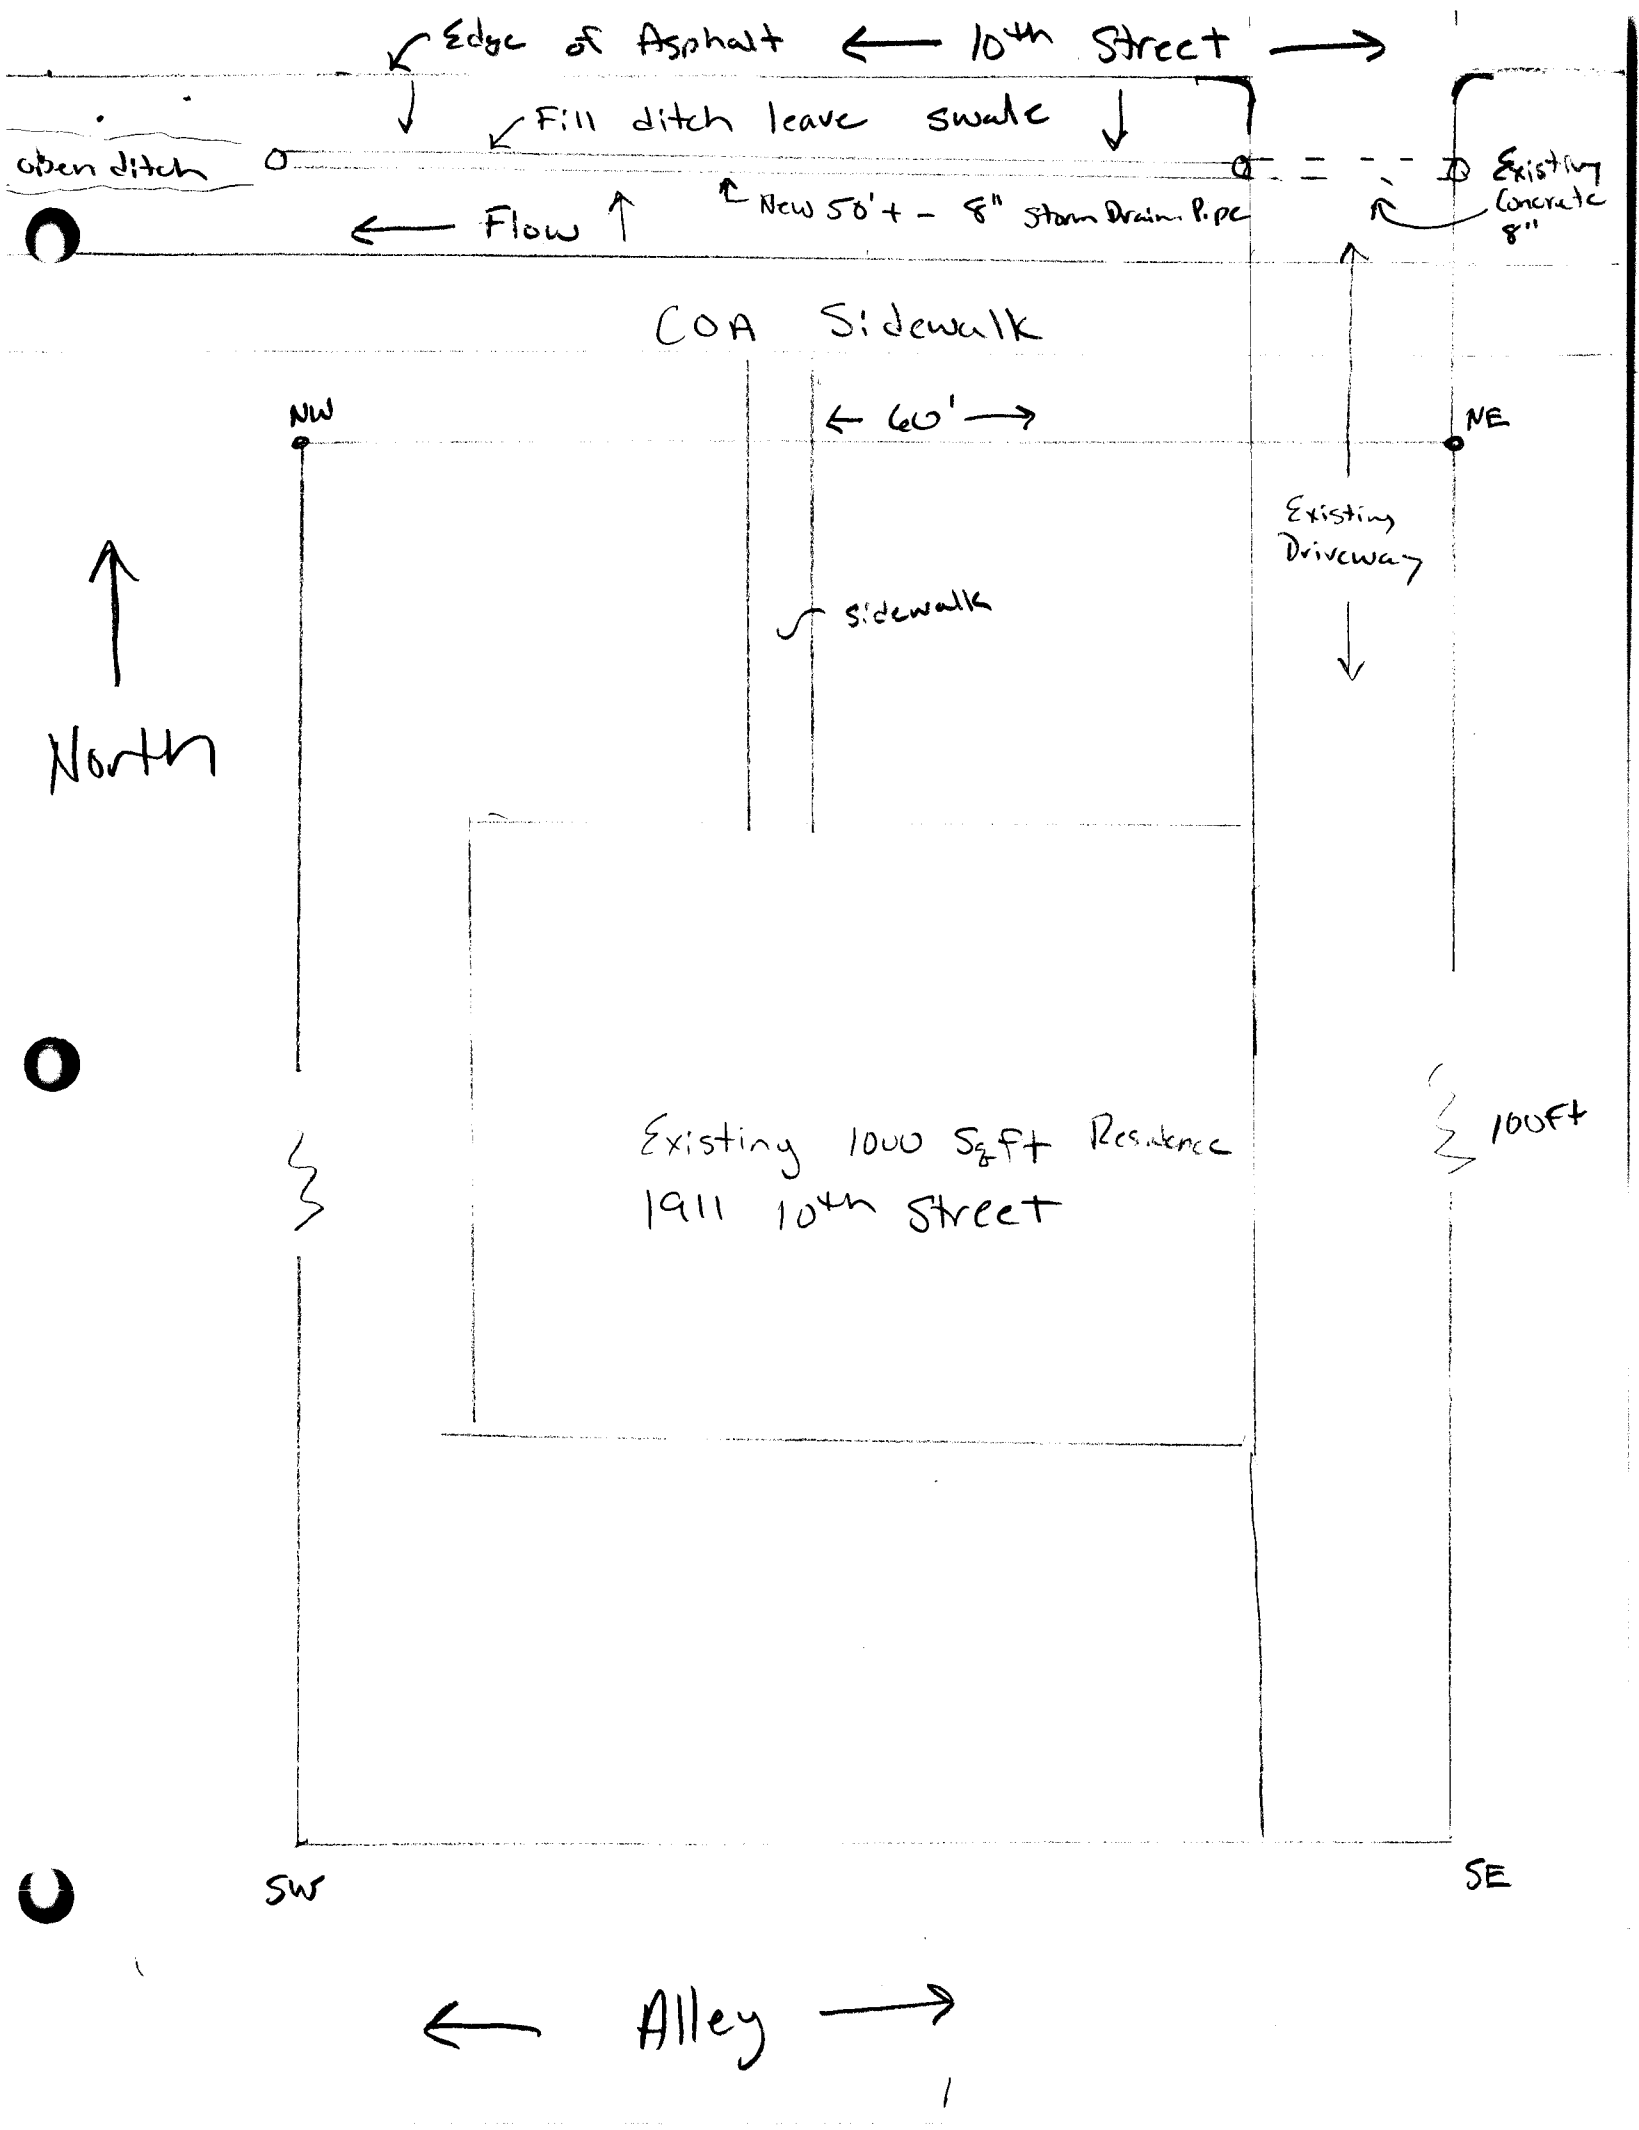 Edge of Asphalt ← 10th Street →
Fill ditch leave swale
open ditch
Existing
Concrete
8"
New 50'+- 8" Storm Drain Pipe
← Flow ↑
COA Sidewalk
NW
← 60' →
NE
Existing
Driveway
sidewalk
North
Existing 1000 Sqft Residence
1911 10th Street
100Ft
SW
SE
← Alley →